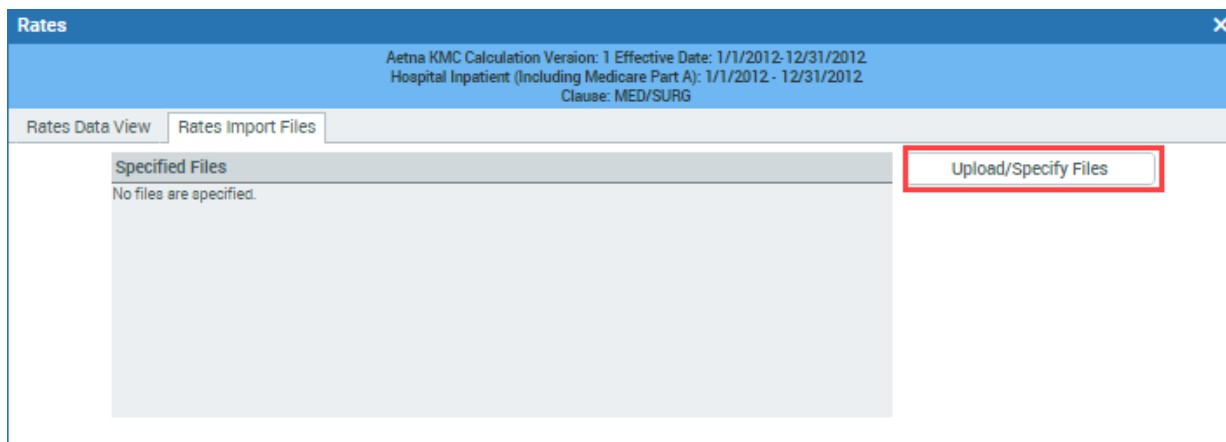 Rates
Aetna KMC Calculation Version: 1 Effective Date: 1/1/2012-12/31/2012
Hospital Inpatient (Including Medicare Part A): 1/1/2012 - 12/31/2012
Clause: MED/SURG
Rates Data View
Rates Import Files
Specified Files
Upload/Specify Files
No files are specified.